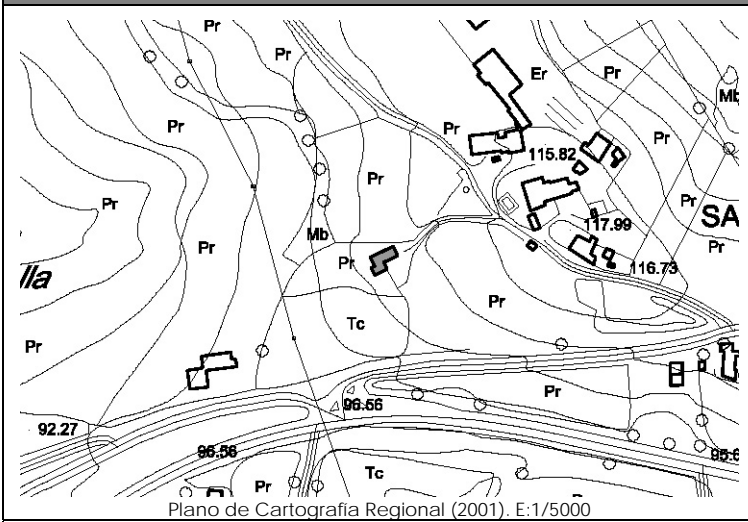 Pr
Er
Pr
Mb
Pr
Pr
Pr
115.82
Pr
Pr
Pr
SA
117.99
Pr
Mb
Pr
Pr
116.73
lla
Pr
Tc
Pr
Pr
96.56
92.27
96.56
Pr
Tc
Plano de Cartografía Regional (2001). E:1/5000